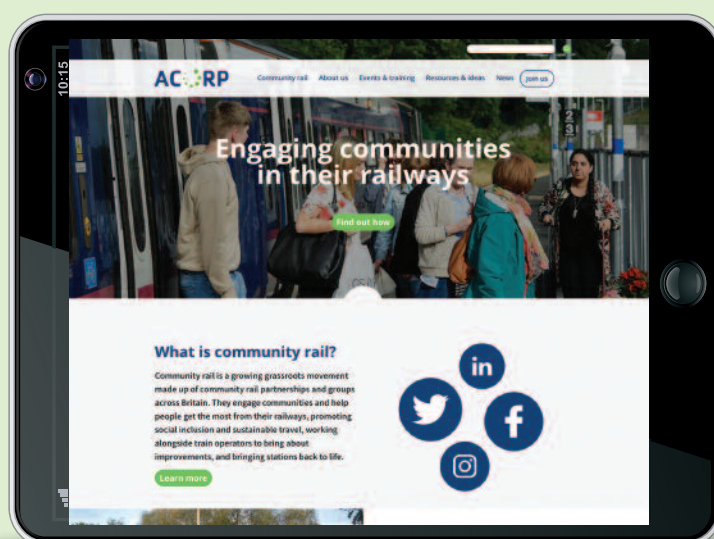 10:15
ACORP
Community rail About us Events & training Resources & ideas News Join us
Engaging communities
in their railways
Find out how
2
3
What is community rail?
Community rail is a growing grassroots movement
made up of community rail partnerships and groups
across Britain. They engage communities and help
people get the most from their railways, promoting
social inclusion and sustainable travel, working
alongside train operators to bring about
improvements, and bringing stations back to life.
Learn more
in